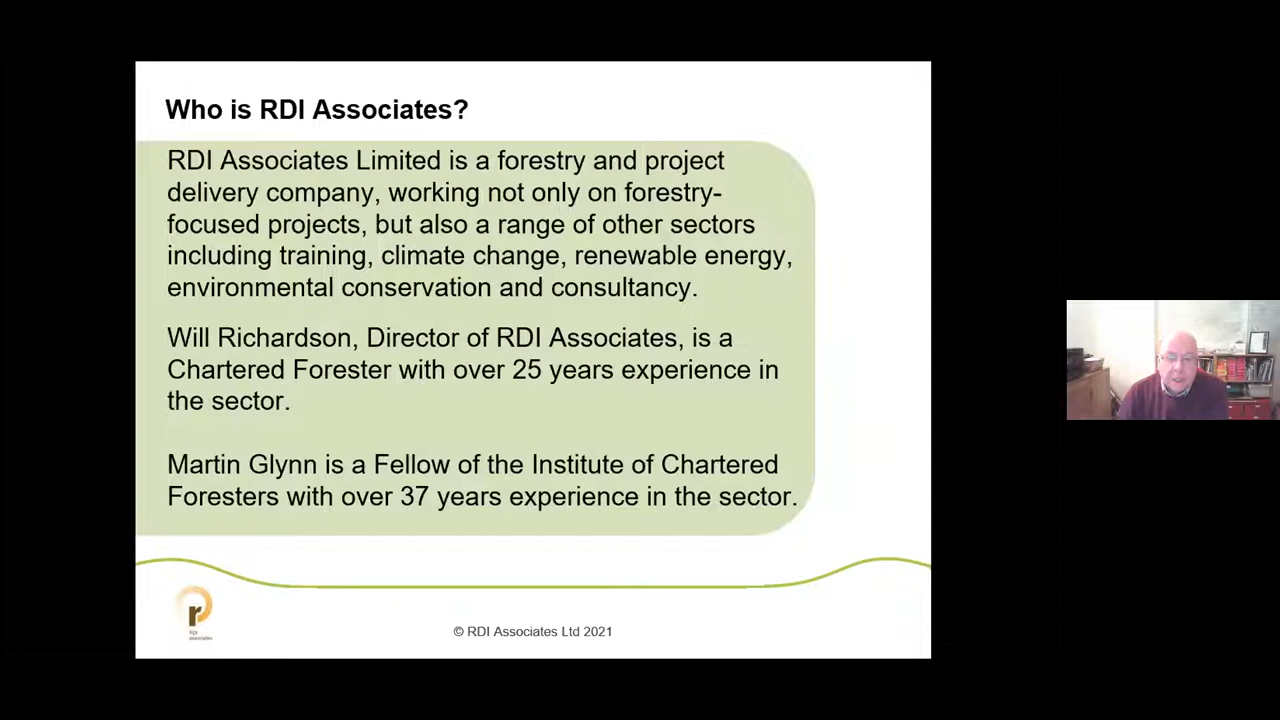 Who is RDI Associates?
RDI Associates Limited is a forestry and project
delivery company, working not only on forestry-
focused projects, but also a range of other sectors
including training, climate change, renewable energy,
environmental conservation and consultancy.
Will Richardson, Director of RDI Associates, is a
Chartered Forester with over 25 years experience in
the sector.
Martin Glynn is a Fellow of the Institute of Chartered
Foresters with over 37 years experience in the sector.
r
RDI
associates
© RDI Associates Ltd 2021